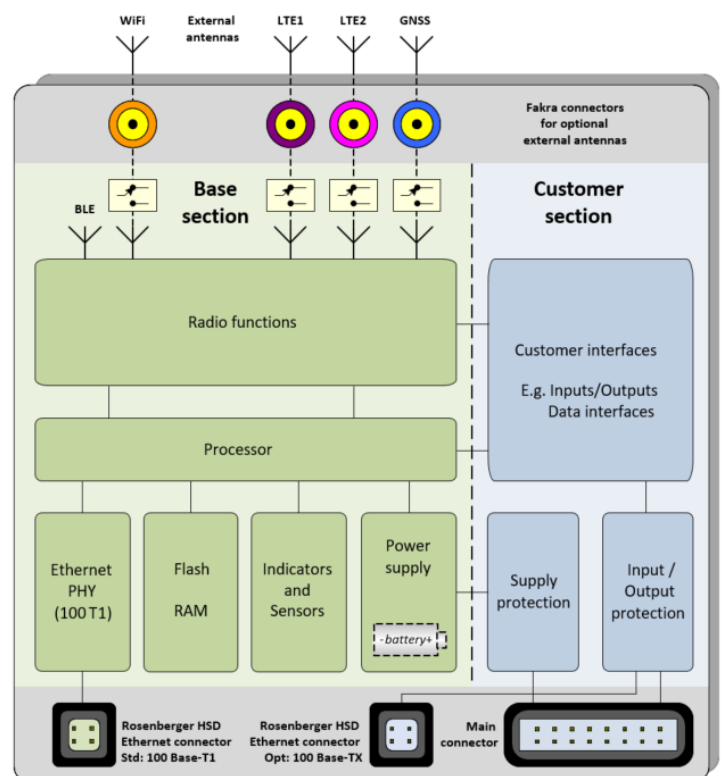 WiFi
External
antennas
LTE1
LTE2
GNSS
Fakra connectors
for optional
external antennas
Base
section
Customer
section
BLE
Radio functions
Customer interfaces
E.g. Inputs/Outputs
Data interfaces
Processor
Ethernet
PHY
(100 T1)
Flash
RAM
Indicators
and
Sensors
Power
supply
-battery+
Supply
protection
Input /
Output
protection
Rosenberger HSD
Ethernet connector
Std: 100 Base-T1
Rosenberger HSD
Ethernet connector
Opt: 100 Base-TX
Main
connector